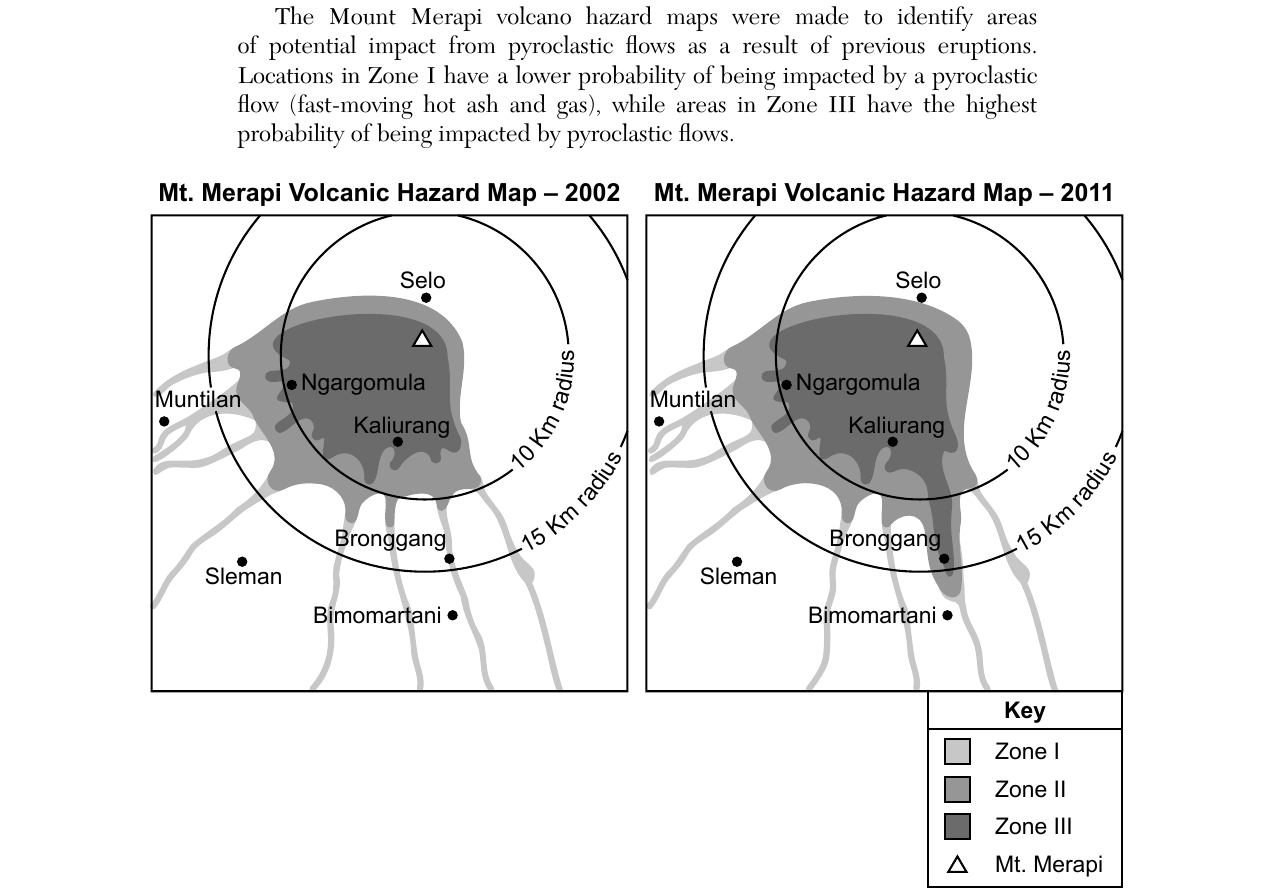 The Mount Merapi volcano hazard maps were made to identify areas
of potential impact from pyroclastic flows as a result of previous eruptions.
Locations in Zone I have a lower probability of being impacted by a pyroclastic
flow (fast-moving hot ash and gas), while areas in Zone III have the highest
probability of being impacted by pyroclastic flows.
Mt. Merapi Volcanic Hazard Map – 2002
Selo
Ngargomula
Muntilan
Kaliurang
10 Km radius
15 Km radius
Bronggang
Sleman
Bimomartani
Mt. Merapi Volcanic Hazard Map – 2011
Selo
Ngargomula
Muntilan
Kaliurang
10 Km radius
15 Km radius
Bronggang
Sleman
Bimomartani
Key
Zone I
Zone II
Zone III
Mt. Merapi